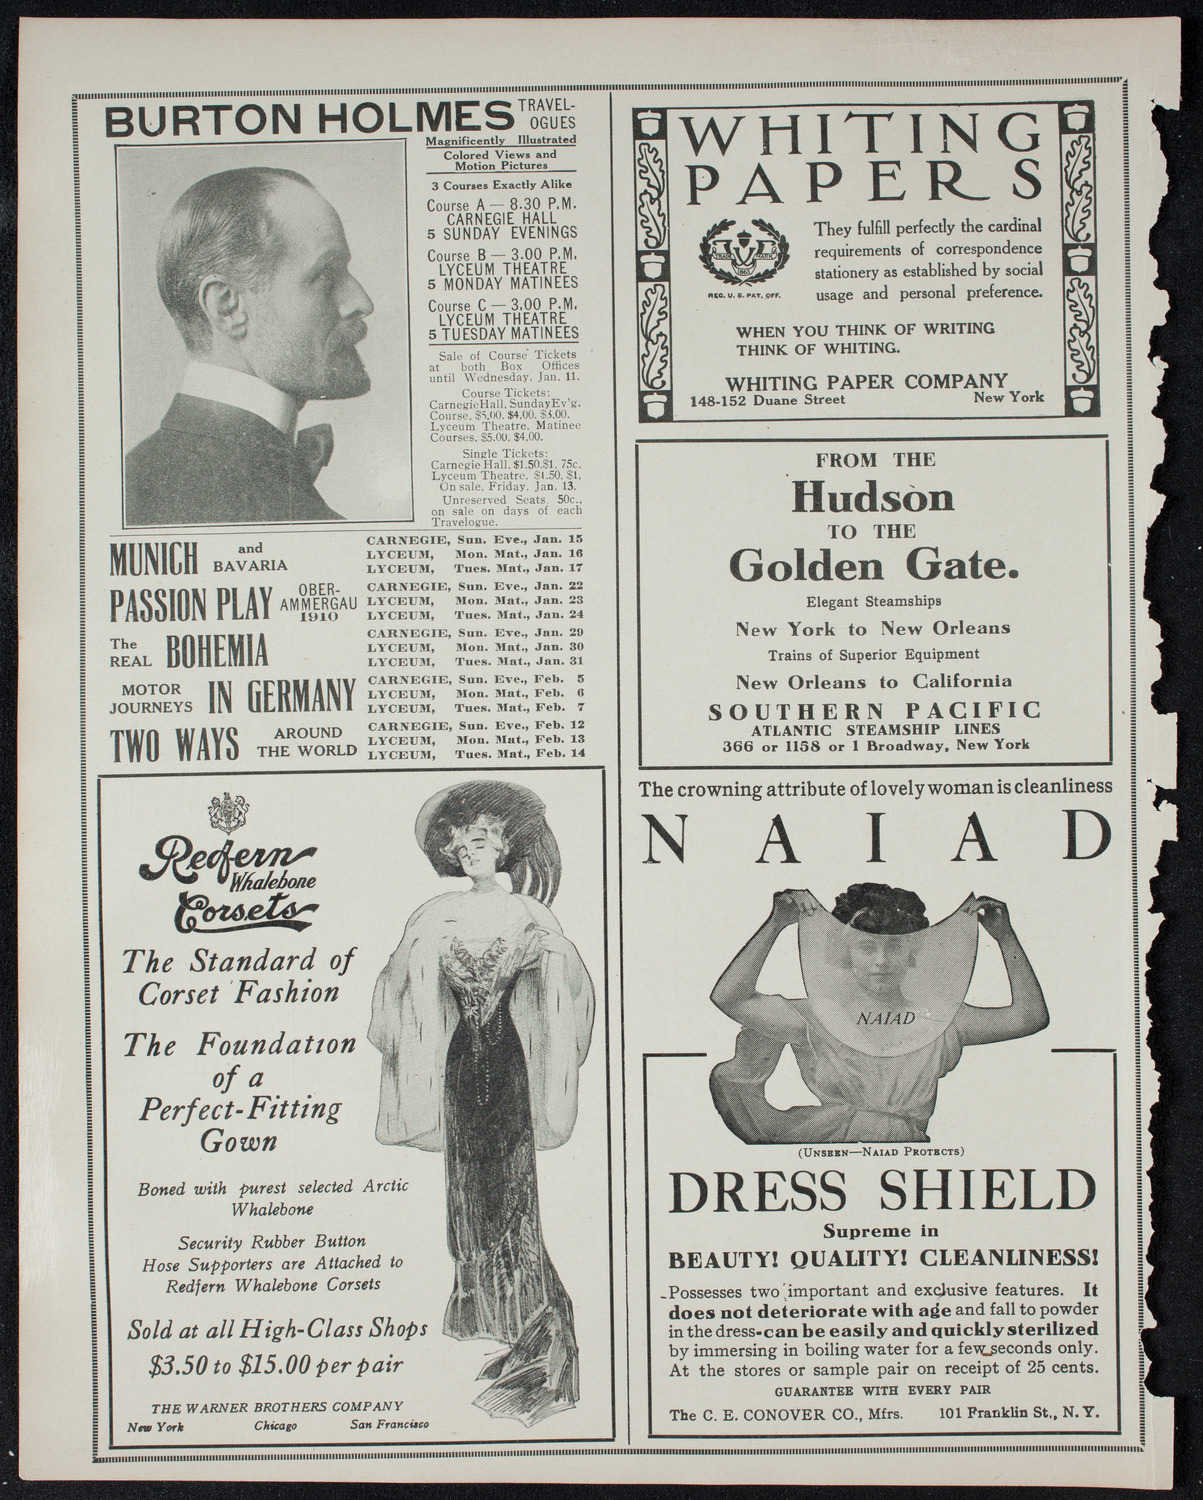 BURTON HOLMES TRAVEL-
OGUES
Magnificently Illustrated
Colored Views and
Motion Pictures
3 Courses Exactly Alike
Course A — 8.30 P.M.
CARNEGIE HALL
5 SUNDAY EVENINGS
Course B — 3.00 P.M.
LYCEUM THEATRE
5 MONDAY MATINEES
Course C — 3.00 P.M.
LYCEUM THEATRE
5 TUESDAY MATINEES
Sale of Course Tickets
at both Box Offices
until Wednesday, Jan. 11.
Course Tickets:
Carnegie Hall, Sunday Ev'g.
Course, $5.00, $4.00, $3.00.
Lyceum Theatre, Matinee
Courses, $5.00, $4.00.
Single Tickets:
Carnegie Hall, $1.50, $1, 75c.
Lyceum Theatre, $1.50, $1.
On sale, Friday, Jan. 13.
Unreserved Seats, 50c.,
on sale on days of each
Travelogue.
MUNICH and BAVARIA
CARNEGIE, Sun. Eve., Jan. 15
LYCEUM, Mon. Mat., Jan. 16
LYCEUM, Tues. Mat., Jan. 17
PASSION PLAY OBER-
AMMERGAU
1910
CARNEGIE, Sun. Eve., Jan. 22
LYCEUM, Mon. Mat., Jan. 23
LYCEUM, Tues. Mat., Jan. 24
The REAL BOHEMIA
CARNEGIE, Sun. Eve., Jan. 29
LYCEUM, Mon. Mat., Jan. 30
LYCEUM, Tues. Mat., Jan. 31
MOTOR JOURNEYS IN GERMANY
CARNEGIE, Sun. Eve., Feb. 5
LYCEUM, Mon. Mat., Feb. 6
LYCEUM, Tues. Mat., Feb. 7
TWO WAYS AROUND THE WORLD
CARNEGIE, Sun. Eve., Feb. 12
LYCEUM, Mon. Mat., Feb. 13
LYCEUM, Tues. Mat., Feb. 14
Redfern
Whalebone
Corsets
The Standard of
Corset Fashion
The Foundation
of a
Perfect-Fitting
Gown
Boned with purest selected Arctic
Whalebone
Security Rubber Button
Hose Supporters are Attached to
Redfern Whalebone Corsets
Sold at all High-Class Shops
$3.50 to $15.00 per pair
THE WARNER BROTHERS COMPANY
New York Chicago San Francisco
WHITING
PAPERS
TRADE MARK
1865
REG. U. S. PAT. OFF.
They fulfill perfectly the cardinal
requirements of correspondence
stationery as established by social
usage and personal preference.
WHEN YOU THINK OF WRITING
THINK OF WHITING.
WHITING PAPER COMPANY
148-152 Duane Street New York
FROM THE
Hudson
TO THE
Golden Gate.
Elegant Steamships
New York to New Orleans
Trains of Superior Equipment
New Orleans to California
SOUTHERN PACIFIC
ATLANTIC STEAMSHIP LINES
366 or 1158 or 1 Broadway, New York
The crowning attribute of lovely woman is cleanliness
NAIAD
NAIAD
(UNSEEN—NAIAD PROTECTS)
DRESS SHIELD
Supreme in
BEAUTY! QUALITY! CLEANLINESS!
Possesses two important and exclusive features. It
does not deteriorate with age and fall to powder
in the dress-can be easily and quickly sterilized
by immersing in boiling water for a few seconds only.
At the stores or sample pair on receipt of 25 cents.
GUARANTEE WITH EVERY PAIR
The C. E. CONOVER CO., Mfrs. 101 Franklin St., N. Y.